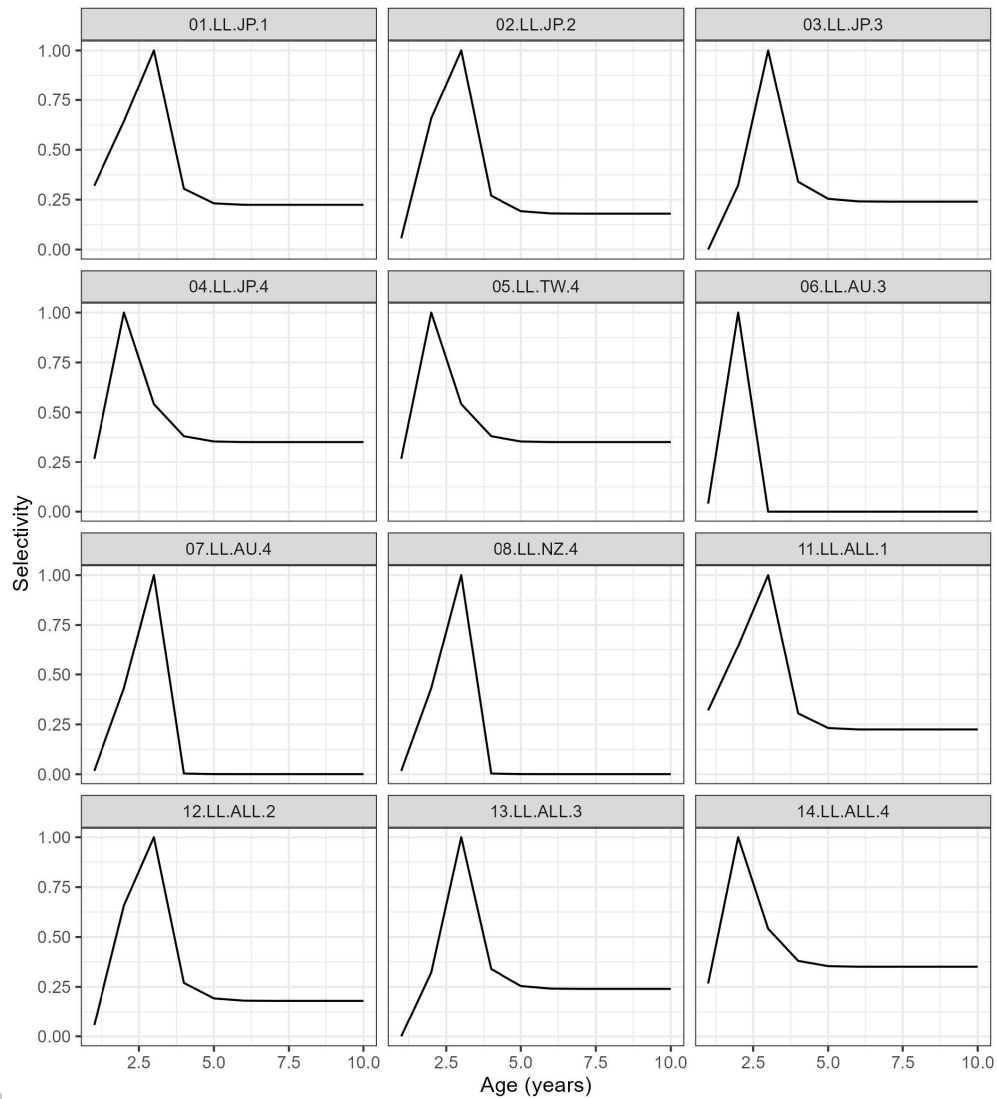 01.LL.JP.1 02.LL.JP.2 03.LL.JP.3
1.00
0.75
0.50
0.25
0.00
04.LL.JP.4 05.LL.TW.4 06.LL.AU.3
1.00
0.75
0.50
0.25
0.00
Selectivity
07.LL.AU.4 08.LL.NZ.4 11.LL.ALL.1
1.00
0.75
0.50
0.25
0.00
12.LL.ALL.2 13.LL.ALL.3 14.LL.ALL.4
1.00
0.75
0.50
0.25
0.00
2.5 5.0 7.5 10.0 2.5 5.0 7.5 10.0 2.5 5.0 7.5 10.0
Age (years)